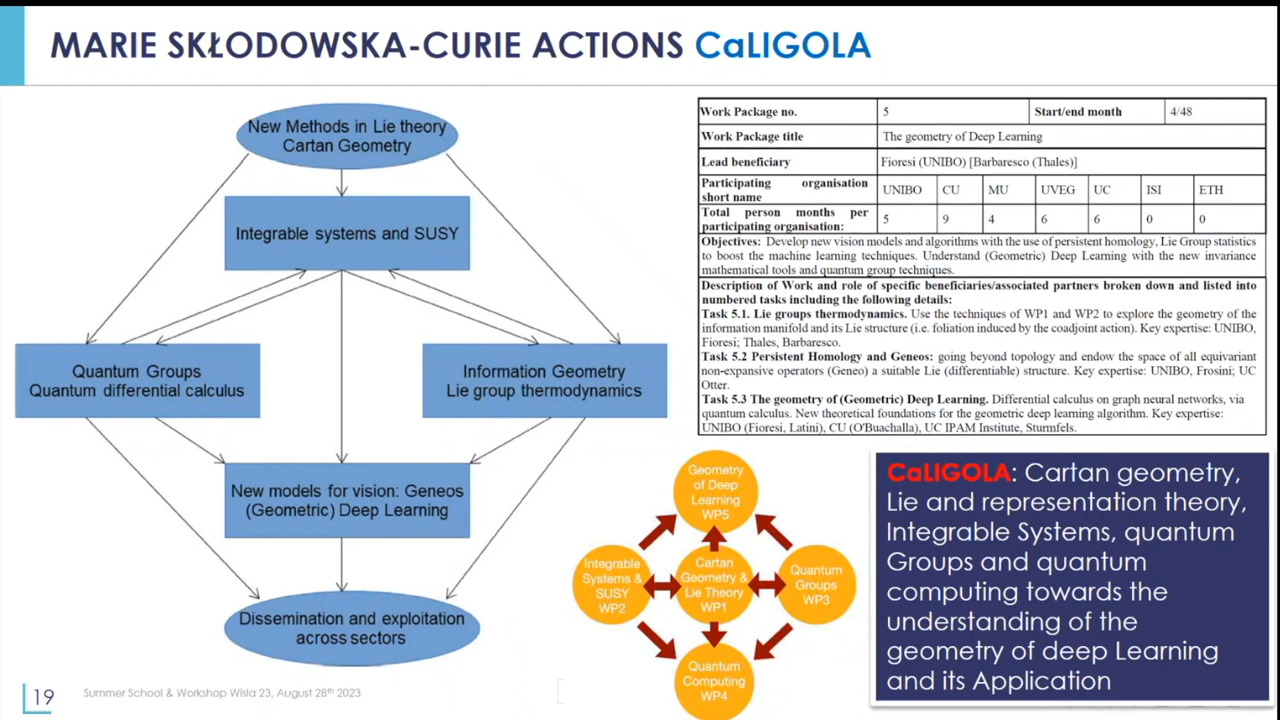 MARIE SKŁODOWSKA-CURIE ACTIONS CaLIGOLA
New Methods in Lie theory
Cartan Geometry
Integrable systems and SUSY
Quantum Groups
Quantum differential calculus
Information Geometry
Lie group thermodynamics
New models for vision: Geneos
(Geometric) Deep Learning
Dissemination and exploitation
across sectors
Work Package no. 5 Start/end month 4/48
Work Package title The geometry of Deep Learning
Lead beneficiary Fioresi (UNIBO) [Barbaresco (Thales)]
Participating organisation
short name UNIBO CU MU UVEG UC ISI ETH
Total person months per
participating organisation: 5 9 4 6 6 0 0
Objectives: Develop new vision models and algorithms with the use of persistent homology, Lie Group statistics
to boost the machine learning techniques. Understand (Geometric) Deep Learning with the new invariance
mathematical tools and quantum group techniques.
Description of Work and role of specific beneficiaries/associated partners broken down and listed into
numbered tasks including the following details:
Task 5.1. Lie groups thermodynamics. Use the techniques of WP1 and WP2 to explore the geometry of the
information manifold and its Lie structure (i.e. foliation induced by the coadjoint action). Key expertise: UNIBO,
Fioresi; Thales, Barbaresco.
Task 5.2 Persistent Homology and Geneos: going beyond topology and endow the space of all equivariant
non-expansive operators (Geneo) a suitable Lie (differentiable) structure. Key expertise: UNIBO, Frosini; UC
Otter.
Task 5.3 The geometry of (Geometric) Deep Learning. Differential calculus on graph neural networks, via
quantum calculus. New theoretical foundations for the geometric deep learning algorithm. Key expertise:
UNIBO (Fioresi, Latini), CU (O'Buachalla), UC IPAM Institute, Sturmfels.
Geometry
of Deep
Learning
WP5
Integrable
Systems &
SUSY
WP2
Cartan
Geometry &
Lie Theory
WP1
Quantum
Groups
WP3
Quantum
Computing
WP4
CaLIGOLA: Cartan geometry,
Lie and representation theory,
Integrable Systems, quantum
Groups and quantum
computing towards the
understanding of the
geometry of deep Learning
and its Application
19
Summer School & Workshop Wisla 23, August 28th 2023